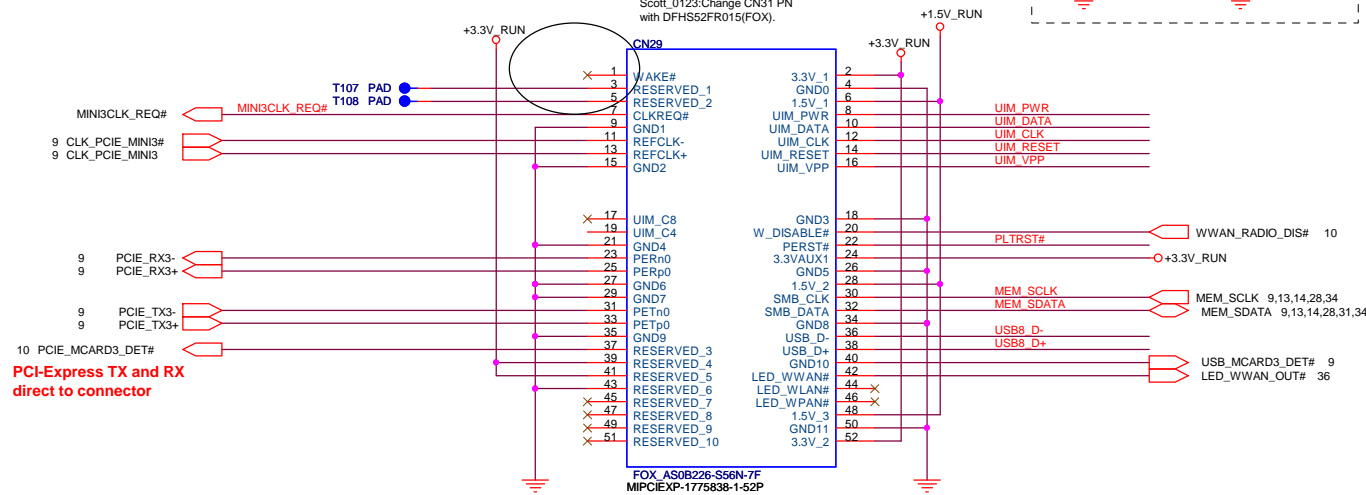 Scott_0123:Change CN31 PN
with DFHS52FR015(FOX).
+1.5V_RUN
+3.3V_RUN
+3.3V_RUN
CN29
1 WAKE# 3.3V_1 2
T107 PAD 3 RESERVED_1 GND0 4
T108 PAD 5 RESERVED_2 1.5V_1 6
MINI3CLK_REQ# MINI3CLK_REQ# 7 CLKREQ# UIM_PWR 8 UIM_PWR
9 GND1 UIM_DATA 10 UIM_DATA
9 CLK_PCIE_MINI3# 11 REFCLK- UIM_CLK 12 UIM_CLK
9 CLK_PCIE_MINI3 13 REFCLK+ UIM_RESET 14 UIM_RESET
15 GND2 UIM_VPP 16 UIM_VPP
17 UIM_C8 GND3 18
19 UIM_C4 W_DISABLE# 20 WWAN_RADIO_DIS# 10
21 GND4 PERST# 22 PLTRST#
9 PCIE_RX3- 23 PERn0 3.3VAUX1 24 +3.3V_RUN
9 PCIE_RX3+ 25 PERp0 GND5 26
27 GND6 1.5V_2 28
29 GND7 SMB_CLK 30 MEM_SCLK MEM_SCLK 9,13,14,28,34
9 PCIE_TX3- 31 PETn0 SMB_DATA 32 MEM_SDATA MEM_SDATA 9,13,14,28,31,34
9 PCIE_TX3+ 33 PETp0 GND8 34
35 GND9 USB_D- 36 USB8_D-
10 PCIE_MCARD3_DET# 37 RESERVED_3 USB_D+ 38 USB8_D+
39 RESERVED_4 GND10 40 USB_MCARD3_DET# 9
41 RESERVED_5 LED_WWAN# 42 LED_WWAN_OUT# 36
43 RESERVED_6 LED_WLAN# 44
45 RESERVED_7 LED_WPAN# 46
47 RESERVED_8 1.5V_3 48
49 RESERVED_9 GND11 50
51 RESERVED_10 3.3V_2 52
PCI-Express TX and RX
direct to connector
FOX_AS0B226-S56N-7F
MIPCIEXP-1775838-1-52P